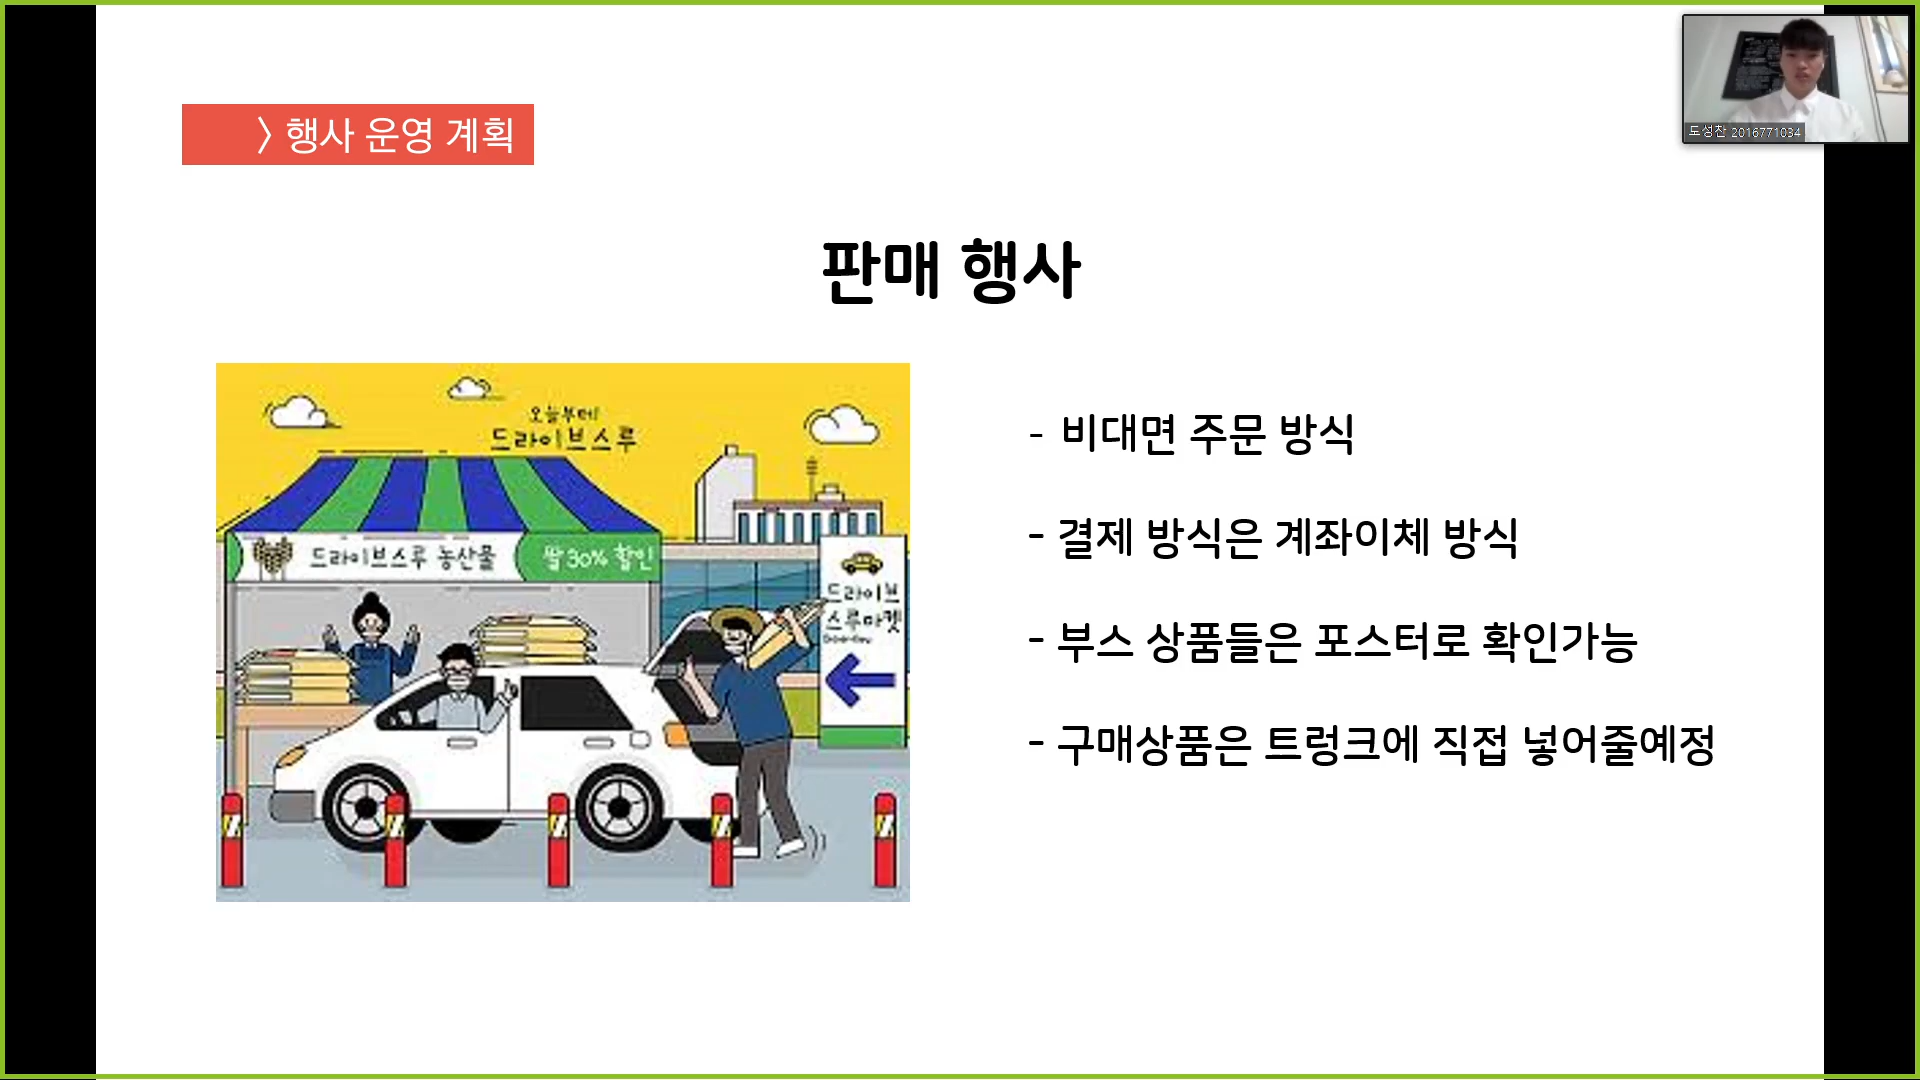 〉행사 운영 계획
도성찬 2016771034
판매 행사
오늘부터!
드라이브스루
드라이브스루 농산물
쌀 30% 할인
드라이브
스루마켓
- 비대면 주문 방식
- 결제 방식은 계좌이체 방식
- 부스 상품들은 포스터로 확인가능
- 구매상품은 트렁크에 직접 넣어줄예정